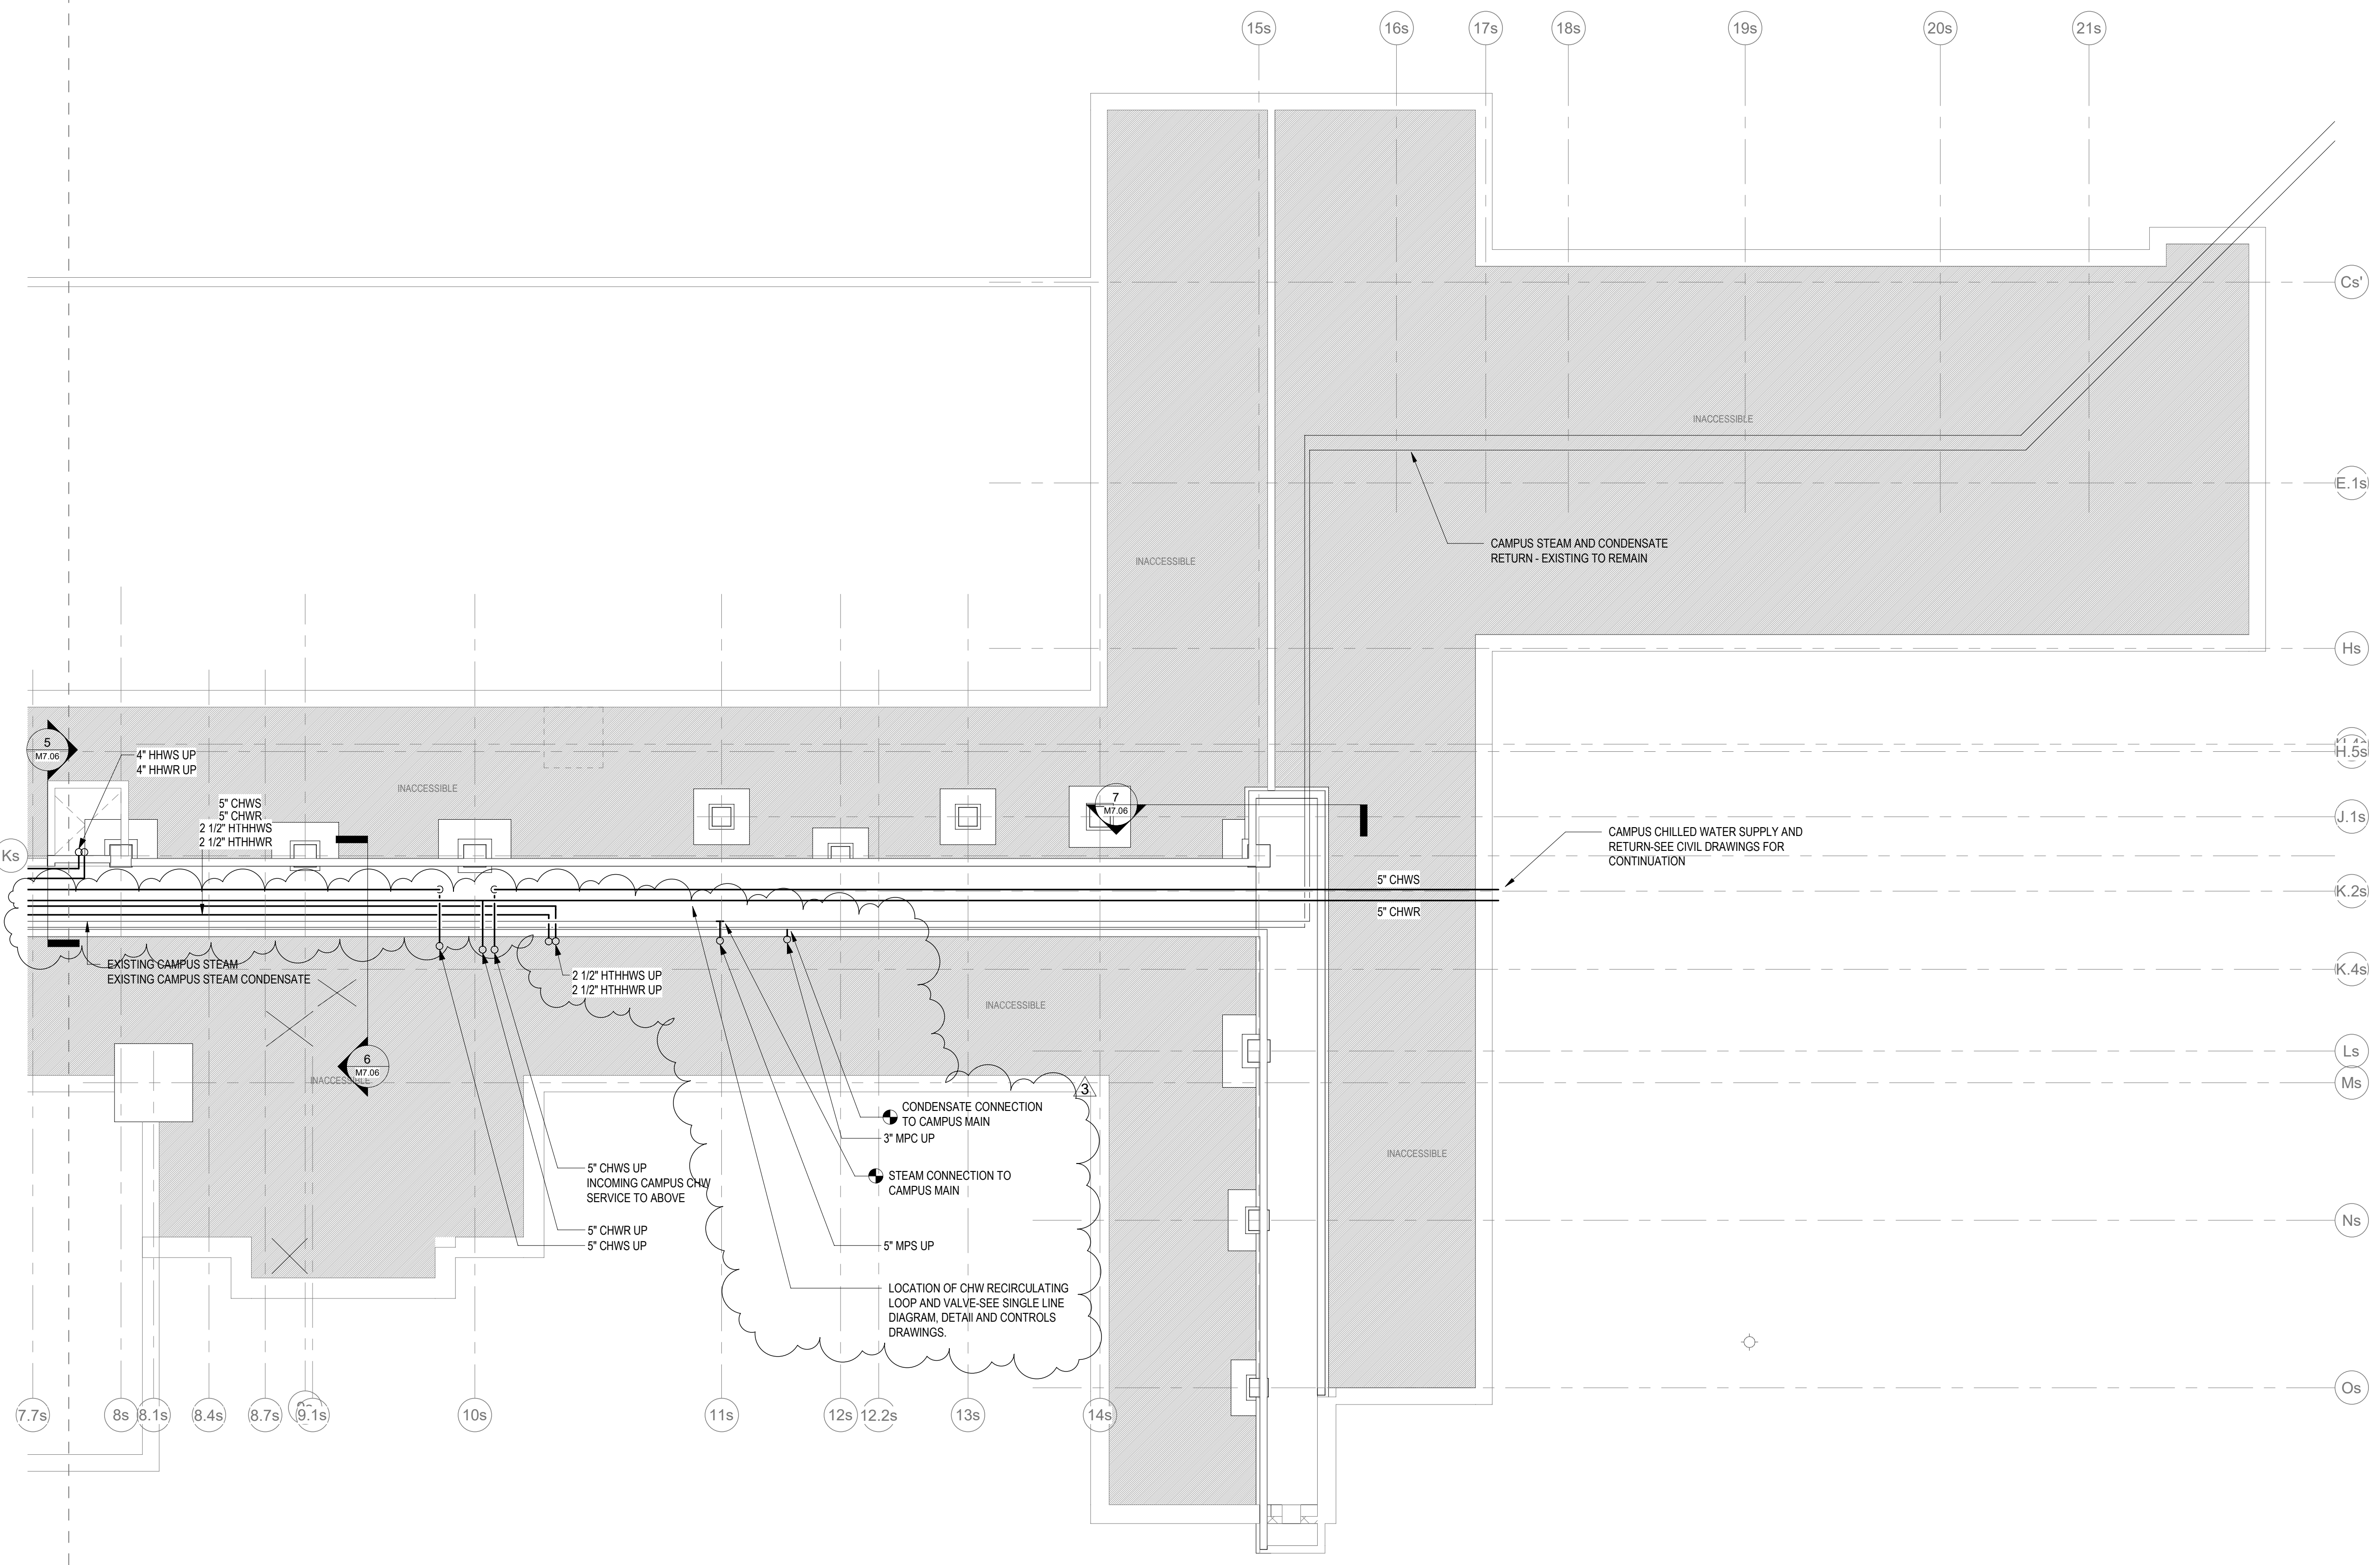 15s
16s
17s
18s
19s
20s
21s
Cs'
INACCESSIBLE
E.1s
CAMPUS STEAM AND CONDENSATE
RETURN - EXISTING TO REMAIN
INACCESSIBLE
Hs
5
M7.06
4" HHWS UP
4" HHWR UP
H.5s
INACCESSIBLE
5" CHWS
5" CHWR
2 1/2" HTHHWS
2 1/2" HTHHWR
7
M7.06
J.1s
CAMPUS CHILLED WATER SUPPLY AND
RETURN-SEE CIVIL DRAWINGS FOR
CONTINUATION
Ks
5" CHWS
K.2s
5" CHWR
EXISTING CAMPUS STEAM
EXISTING CAMPUS STEAM CONDENSATE
2 1/2" HTHHWS UP
2 1/2" HTHHWR UP
K.4s
INACCESSIBLE
Ls
6
M7.06
INACCESSIBLE
Ms
3
CONDENSATE CONNECTION
TO CAMPUS MAIN
3" MPC UP
INACCESSIBLE
5" CHWS UP
INCOMING CAMPUS CHW
SERVICE TO ABOVE
STEAM CONNECTION TO
CAMPUS MAIN
Ns
5" CHWR UP
5" CHWS UP
5" MPS UP
LOCATION OF CHW RECIRCULATING
LOOP AND VALVE-SEE SINGLE LINE
DIAGRAM, DETAIl AND CONTROLS
DRAWINGS.
Os
7.7s
8s
8.1s
8.4s
8.7s
9.1s
10s
11s
12s
12.2s
13s
14s